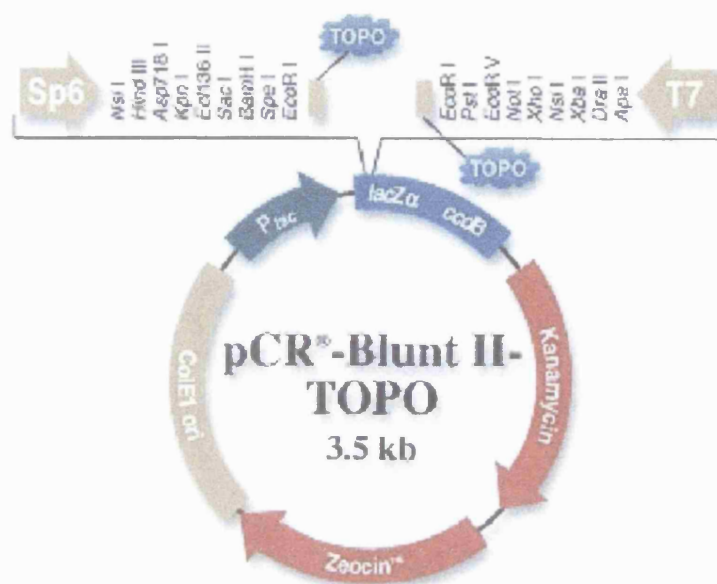 TOPO
Sp6
Nsi I
Hind III
Asp718 I
Kpn I
Ecl136 II
Sac I
BamH I
Spe I
EcoR I
EcoR I
Pst I
EcoR V
Not I
Xho I
Nsi I
Xba I
Dra II
Apa I
T7
TOPO
P lac
lacZα
ccdB
Kanamycin
Zeocin™
ColE1 ori
pCR®-Blunt II-
TOPO
3.5 kb